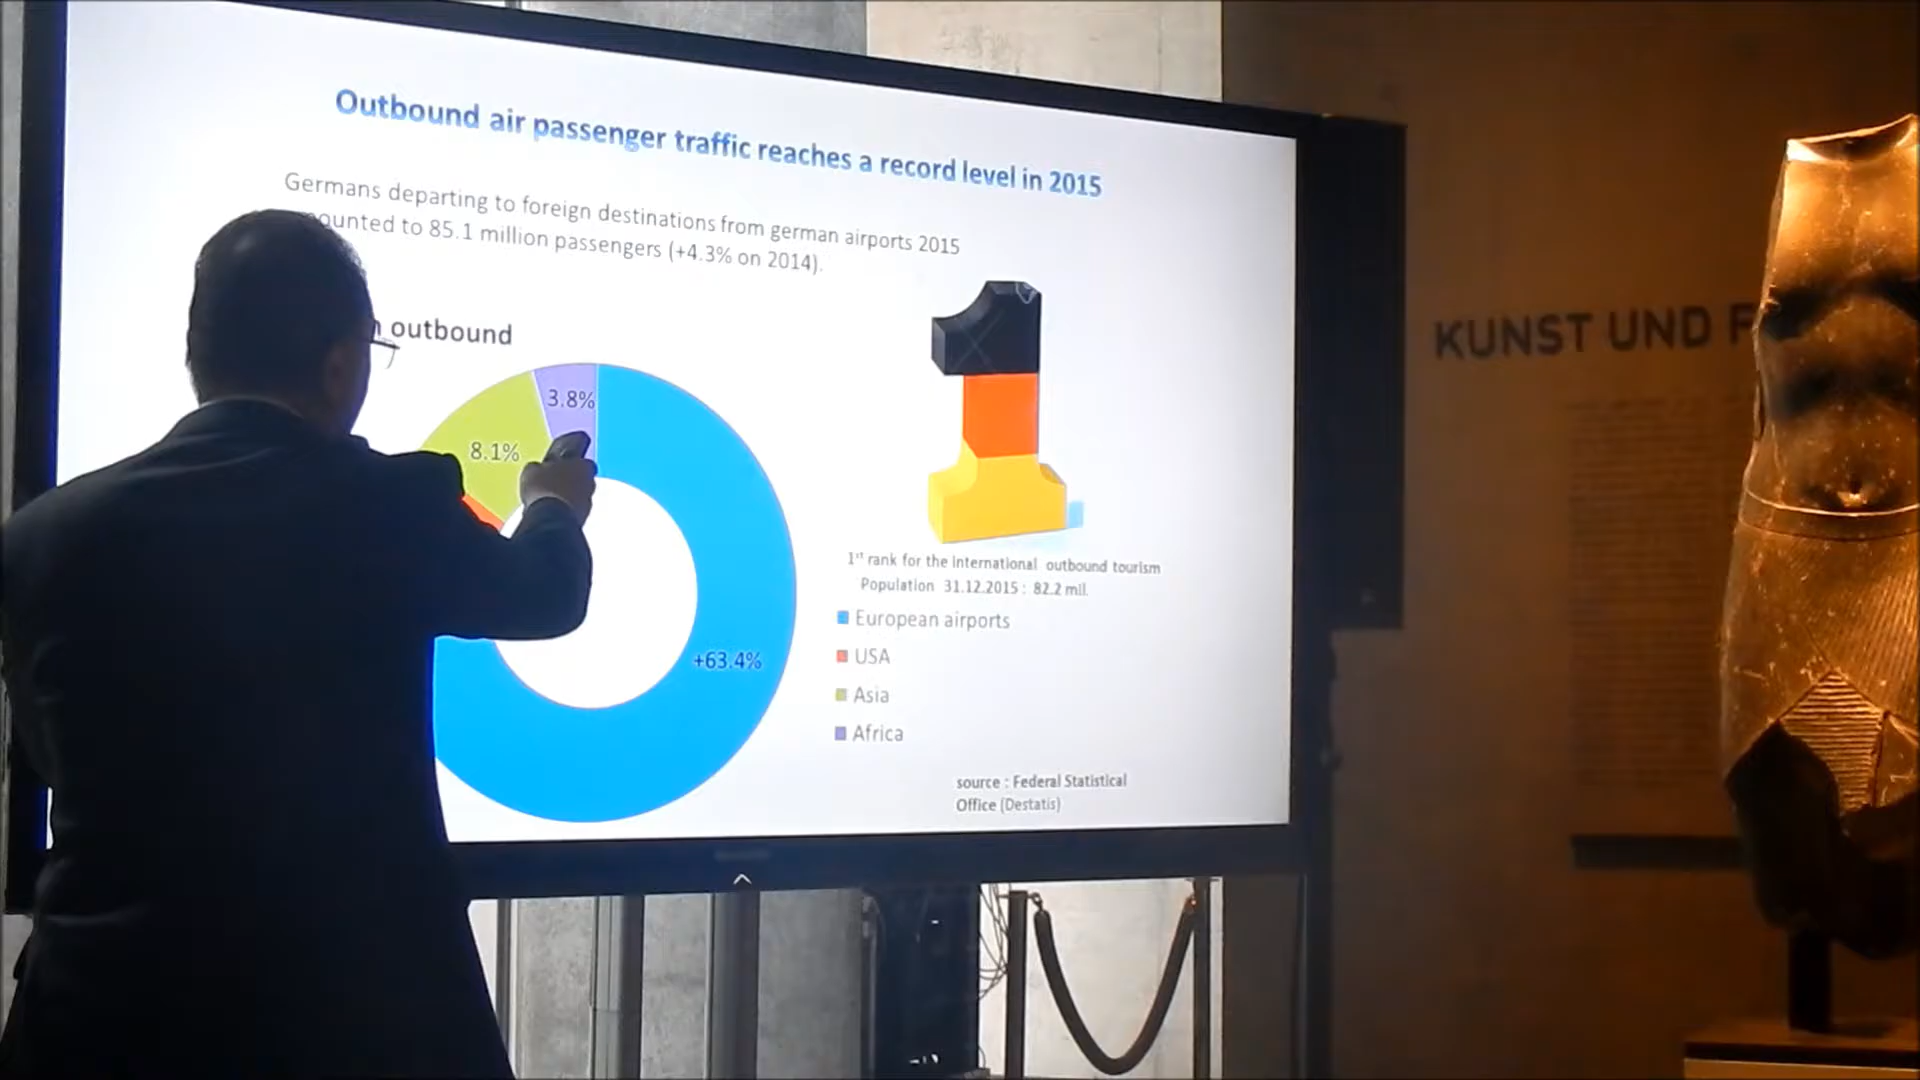 Outbound air passenger traffic reaches a record level in 2015
Germans departing to foreign destinations from german airports 2015
ounted to 85.1 million passengers (+4.3% on 2014).
outbound
3.8%
8.1%
+63.4%
1st rank for the international outbound tourism
Population 31.12.2015 : 82.2 mil.
European airports
USA
Asia
Africa
source : Federal Statistical
Office (Destatis)
KUNST UND F